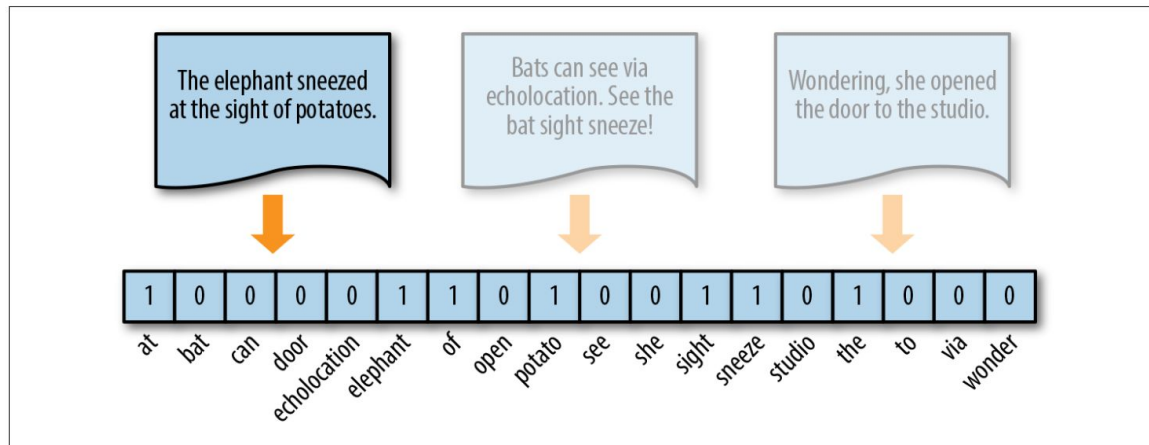 The elephant sneezed
at the sight of potatoes.
Bats can see via
echolocation. See the
bat sight sneeze!
Wondering, she opened
the door to the studio.
1 0 0 0 0 1 1 0 1 0 0 1 1 0 1 0 0 0
at bat can door echolocation elephant of open potato see she sight sneeze studio the to via wonder